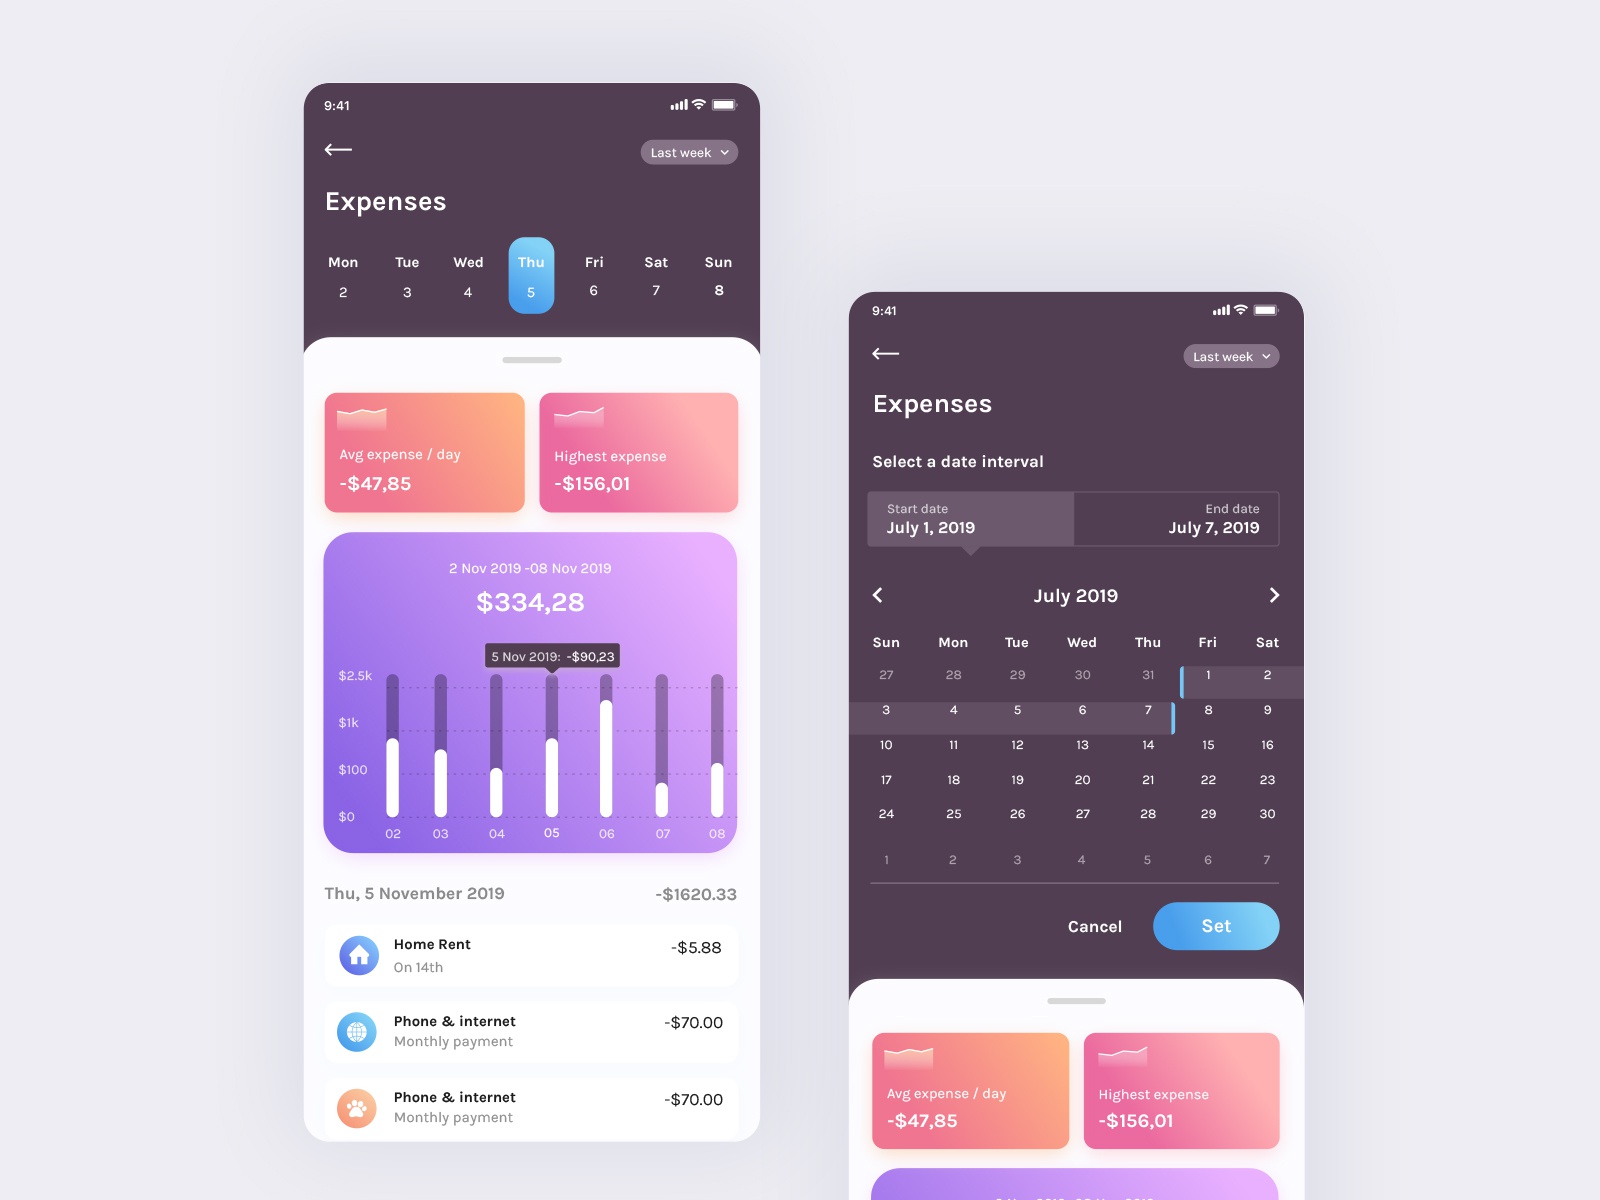 9:41
Last week
Expenses
Mon Tue Wed Thu Fri Sat Sun
2 3 4 5 6 7 8
Avg expense / day
-$47,85
Highest expense
-$156,01
2 Nov 2019 -08 Nov 2019
$334,28
5 Nov 2019: -$90,23
$2.5k
$1k
$100
$0
02 03 04 05 06 07 08
Thu, 5 November 2019 -$1620.33
Home Rent -$5.88
On 14th
Phone & internet -$70.00
Monthly payment
Phone & internet -$70.00
Monthly payment
9:41
Last week
Expenses
Select a date interval
Start date End date
July 1, 2019 July 7, 2019
July 2019
Sun Mon Tue Wed Thu Fri Sat
27 28 29 30 31 1 2
3 4 5 6 7 8 9
10 11 12 13 14 15 16
17 18 19 20 21 22 23
24 25 26 27 28 29 30
1 2 3 4 5 6 7
Cancel Set
Avg expense / day
-$47,85
Highest expense
-$156,01